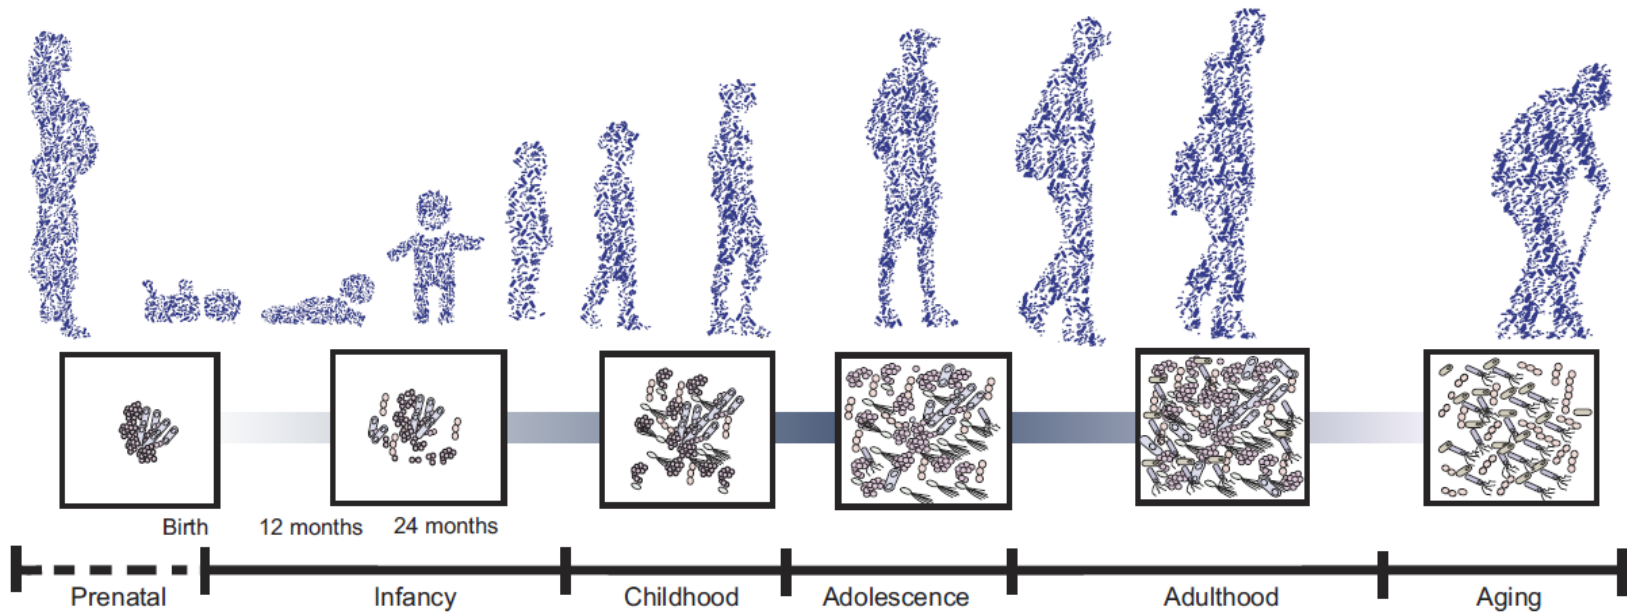 Birth 12 months 24 months
Prenatal Infancy Childhood Adolescence Adulthood Aging